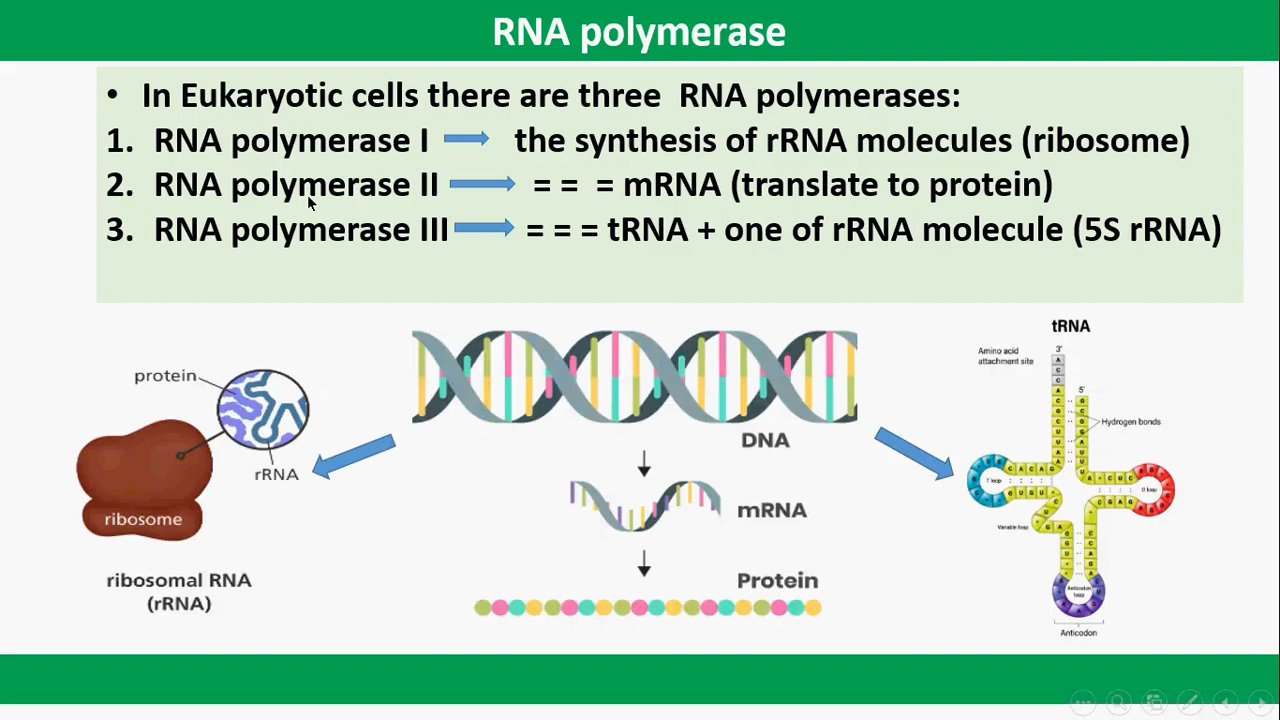 RNA polymerase
• In Eukaryotic cells there are three RNA polymerases:
1. RNA polymerase I the synthesis of rRNA molecules (ribosome)
2. RNA polymerase II = = = mRNA (translate to protein)
3. RNA polymerase III = = = tRNA + one of rRNA molecule (5S rRNA)
protein
rRNA
ribosome
ribosomal RNA
(rRNA)
DNA
mRNA
Protein
tRNA
Amino acid
attachment site
3'
A
C
C
5'
Hydrogen bonds
T loop
D loop
Variable loop
Anticodon
loop
Anticodon